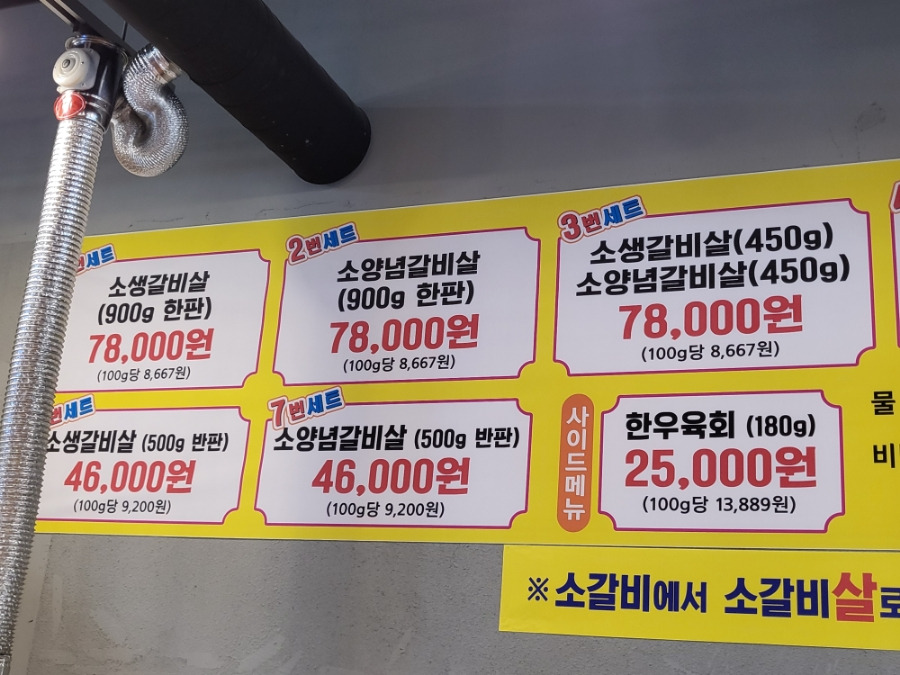 번세트
소생갈비살
(900g 한판)
78,000원
(100g당 8,667원)
2번세트
소양념갈비살
(900g 한판)
78,000원
(100g당 8,667원)
3번세트
소생갈비살(450g)
소양념갈비살(450g)
78,000원
(100g당 8,667원)
번세트
소생갈비살 (500g 반판)
46,000원
(100g당 9,200원)
7번세트
소양념갈비살 (500g 반판)
46,000원
(100g당 9,200원)
사이드메뉴
한우육회 (180g)
25,000원
(100g당 13,889원)
물
※소갈비에서 소갈비살로